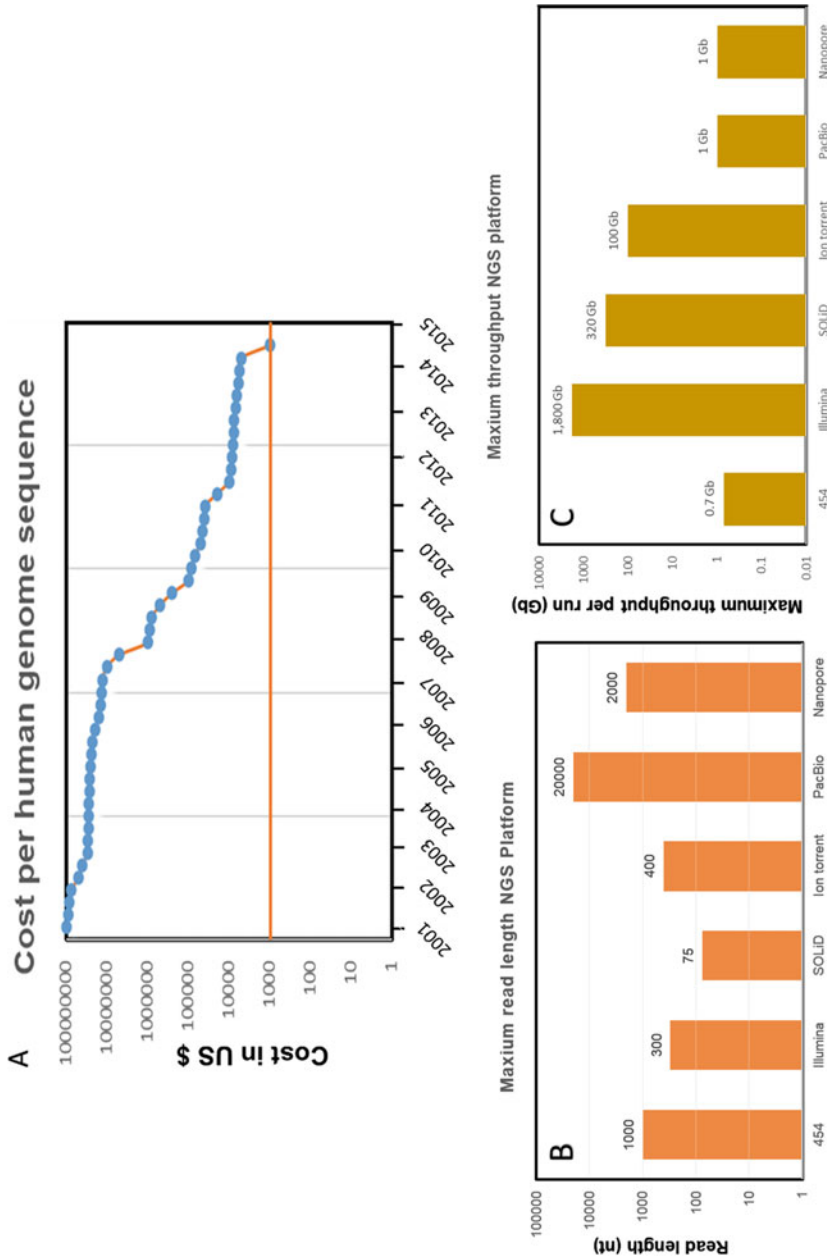 A
Cost per human genome sequence
Cost in US $
100000000
10000000
1000000
100000
10000
1000
100
10
1
2001
2002
2003
2004
2005
2006
2007
2008
2009
2010
2011
2012
2013
2014
2015
Maxium read length NGS Platform
B
Read length (nt)
100000
10000
1000
100
10
1
1000
300
75
400
20000
2000
454
Illumina
SOLiD
Ion torrent
PacBio
Nanopore
Maxium throughput NGS platform
C
Maximum throughput per run (Gb)
10000
1000
100
10
1
0.1
0.01
0.7 Gb
1,800 Gb
320 Gb
100 Gb
1 Gb
1 Gb
454
Illumina
SOLiD
Ion torrent
PacBio
Nanopore